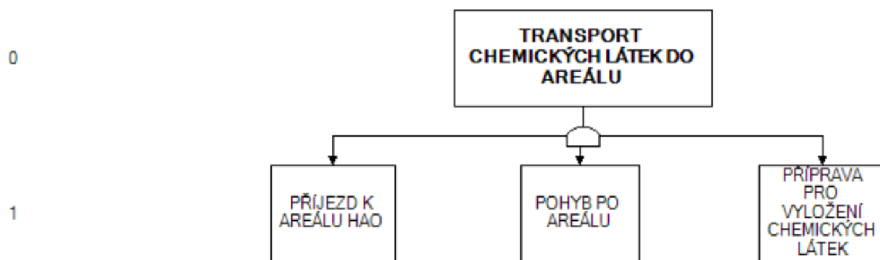 0
TRANSPORT
CHEMICKÝCH LÁTEK DO
AREÁLU
1
PŘÍJEZD K
AREÁLU HAO
POHYB PO
AREÁLU
PŘÍPRAVA
PRO
VYLOŽENÍ
CHEMICKÝCH
LÁTEK